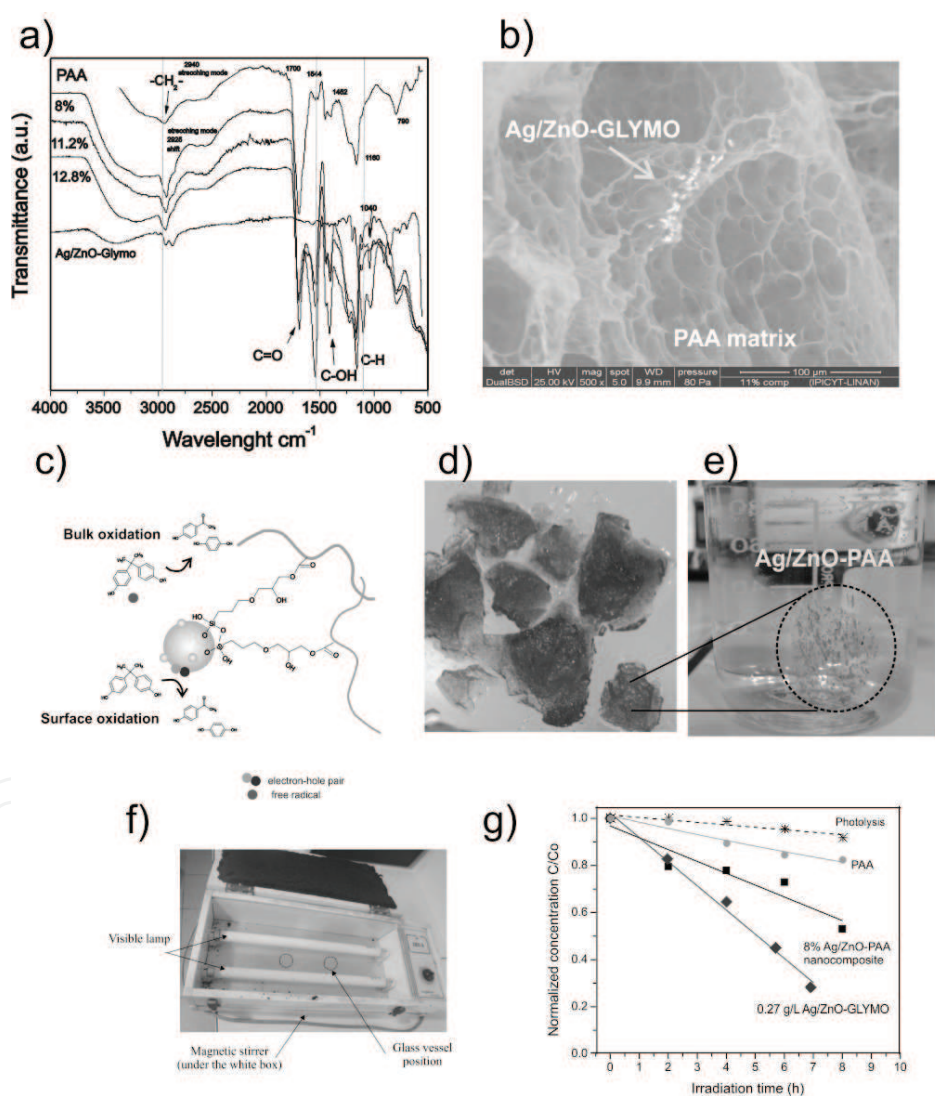 a)
PAA
8%
11.2%
12.8%
Ag/ZnO-Glymo
-CH2-
2940
streoching mode
streoching mode
2925
shift
1700
1544
1452
1160
1040
790
C=O
C-OH
C-H
Transmittance (a.u.)
4000 3500 3000 2500 2000 1500 1000 500
Wavelenght cm-1
b)
Ag/ZnO-GLYMO
PAA matrix
det HV mag spot WD pressure 100 µm
DualBSD 25.00 kV 500 x 5.0 9.9 mm 80 Pa 11% comp (IPICYT-LINAN)
c)
Bulk oxidation
HO
OH
Surface oxidation
electron-hole pair
free radical
d)
e)
Ag/ZnO-PAA
f)
Visible lamp
Magnetic stirrer
(under the white box)
Glass vessel
position
g)
Normalized concentration C/Co
1.0
0.8
0.6
0.4
0.2
0.0
Photolysis
PAA
8% Ag/ZnO-PAA
nanocomposite
0.27 g/L Ag/ZnO-GLYMO
0 1 2 3 4 5 6 7 8 9 10
Irradiation time (h)